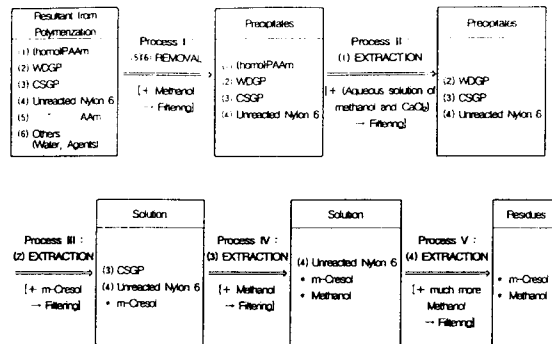 Resultant from
Polymerization
(1) (homo)PAAm
(2) WDGP
(3) CSGP
(4) Unreacted Nylon 6
(5) " AAm
(6) Others
(Water, Agents)
Process I :
(5)(6) REMOVAL
[+ Methanol
→ Filtering]
Precipitates
(1) (homo)PAAm
(2) WDGP
(3) CSGP
(4) Unreacted Nylon 6
Process II :
(1) EXTRACTION
[+ (Aqueous solution of
methanol and CaCl₂)
→ Filtering]
Precipitates
(2) WDGP
(3) CSGP
(4) Unreacted Nylon 6
Process III :
(2) EXTRACTION
[+ m-Cresol
→ Filtering]
Solution
(3) CSGP
(4) Unreacted Nylon 6
* m-Cresol
Process IV :
(3) EXTRACTION
[+ Methanol
→ Filtering]
Solution
(4) Unreacted Nylon 6
* m-Cresol
* Methanol
Process V :
(4) EXTRACTION
[+ much more
Methanol
→ Filtering]
Residues
* m-Cresol
* Methanol